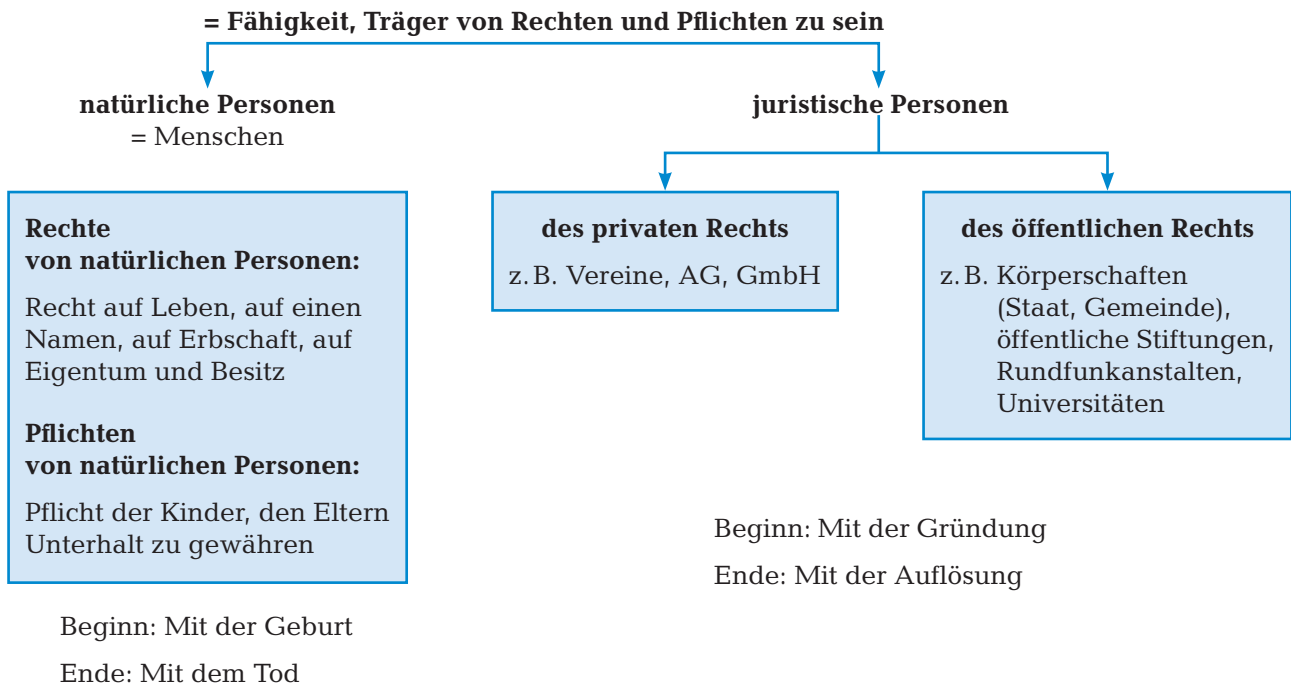 = Fähigkeit, Träger von Rechten und Pflichten zu sein
natürliche Personen
= Menschen
Rechte
von natürlichen Personen:
Recht auf Leben, auf einen
Namen, auf Erbschaft, auf
Eigentum und Besitz
Pflichten
von natürlichen Personen:
Pflicht der Kinder, den Eltern
Unterhalt zu gewähren
Beginn: Mit der Geburt
Ende: Mit dem Tod
juristische Personen
des privaten Rechts
z. B. Vereine, AG, GmbH
des öffentlichen Rechts
z. B. Körperschaften
(Staat, Gemeinde),
öffentliche Stiftungen,
Rundfunkanstalten,
Universitäten
Beginn: Mit der Gründung
Ende: Mit der Auflösung